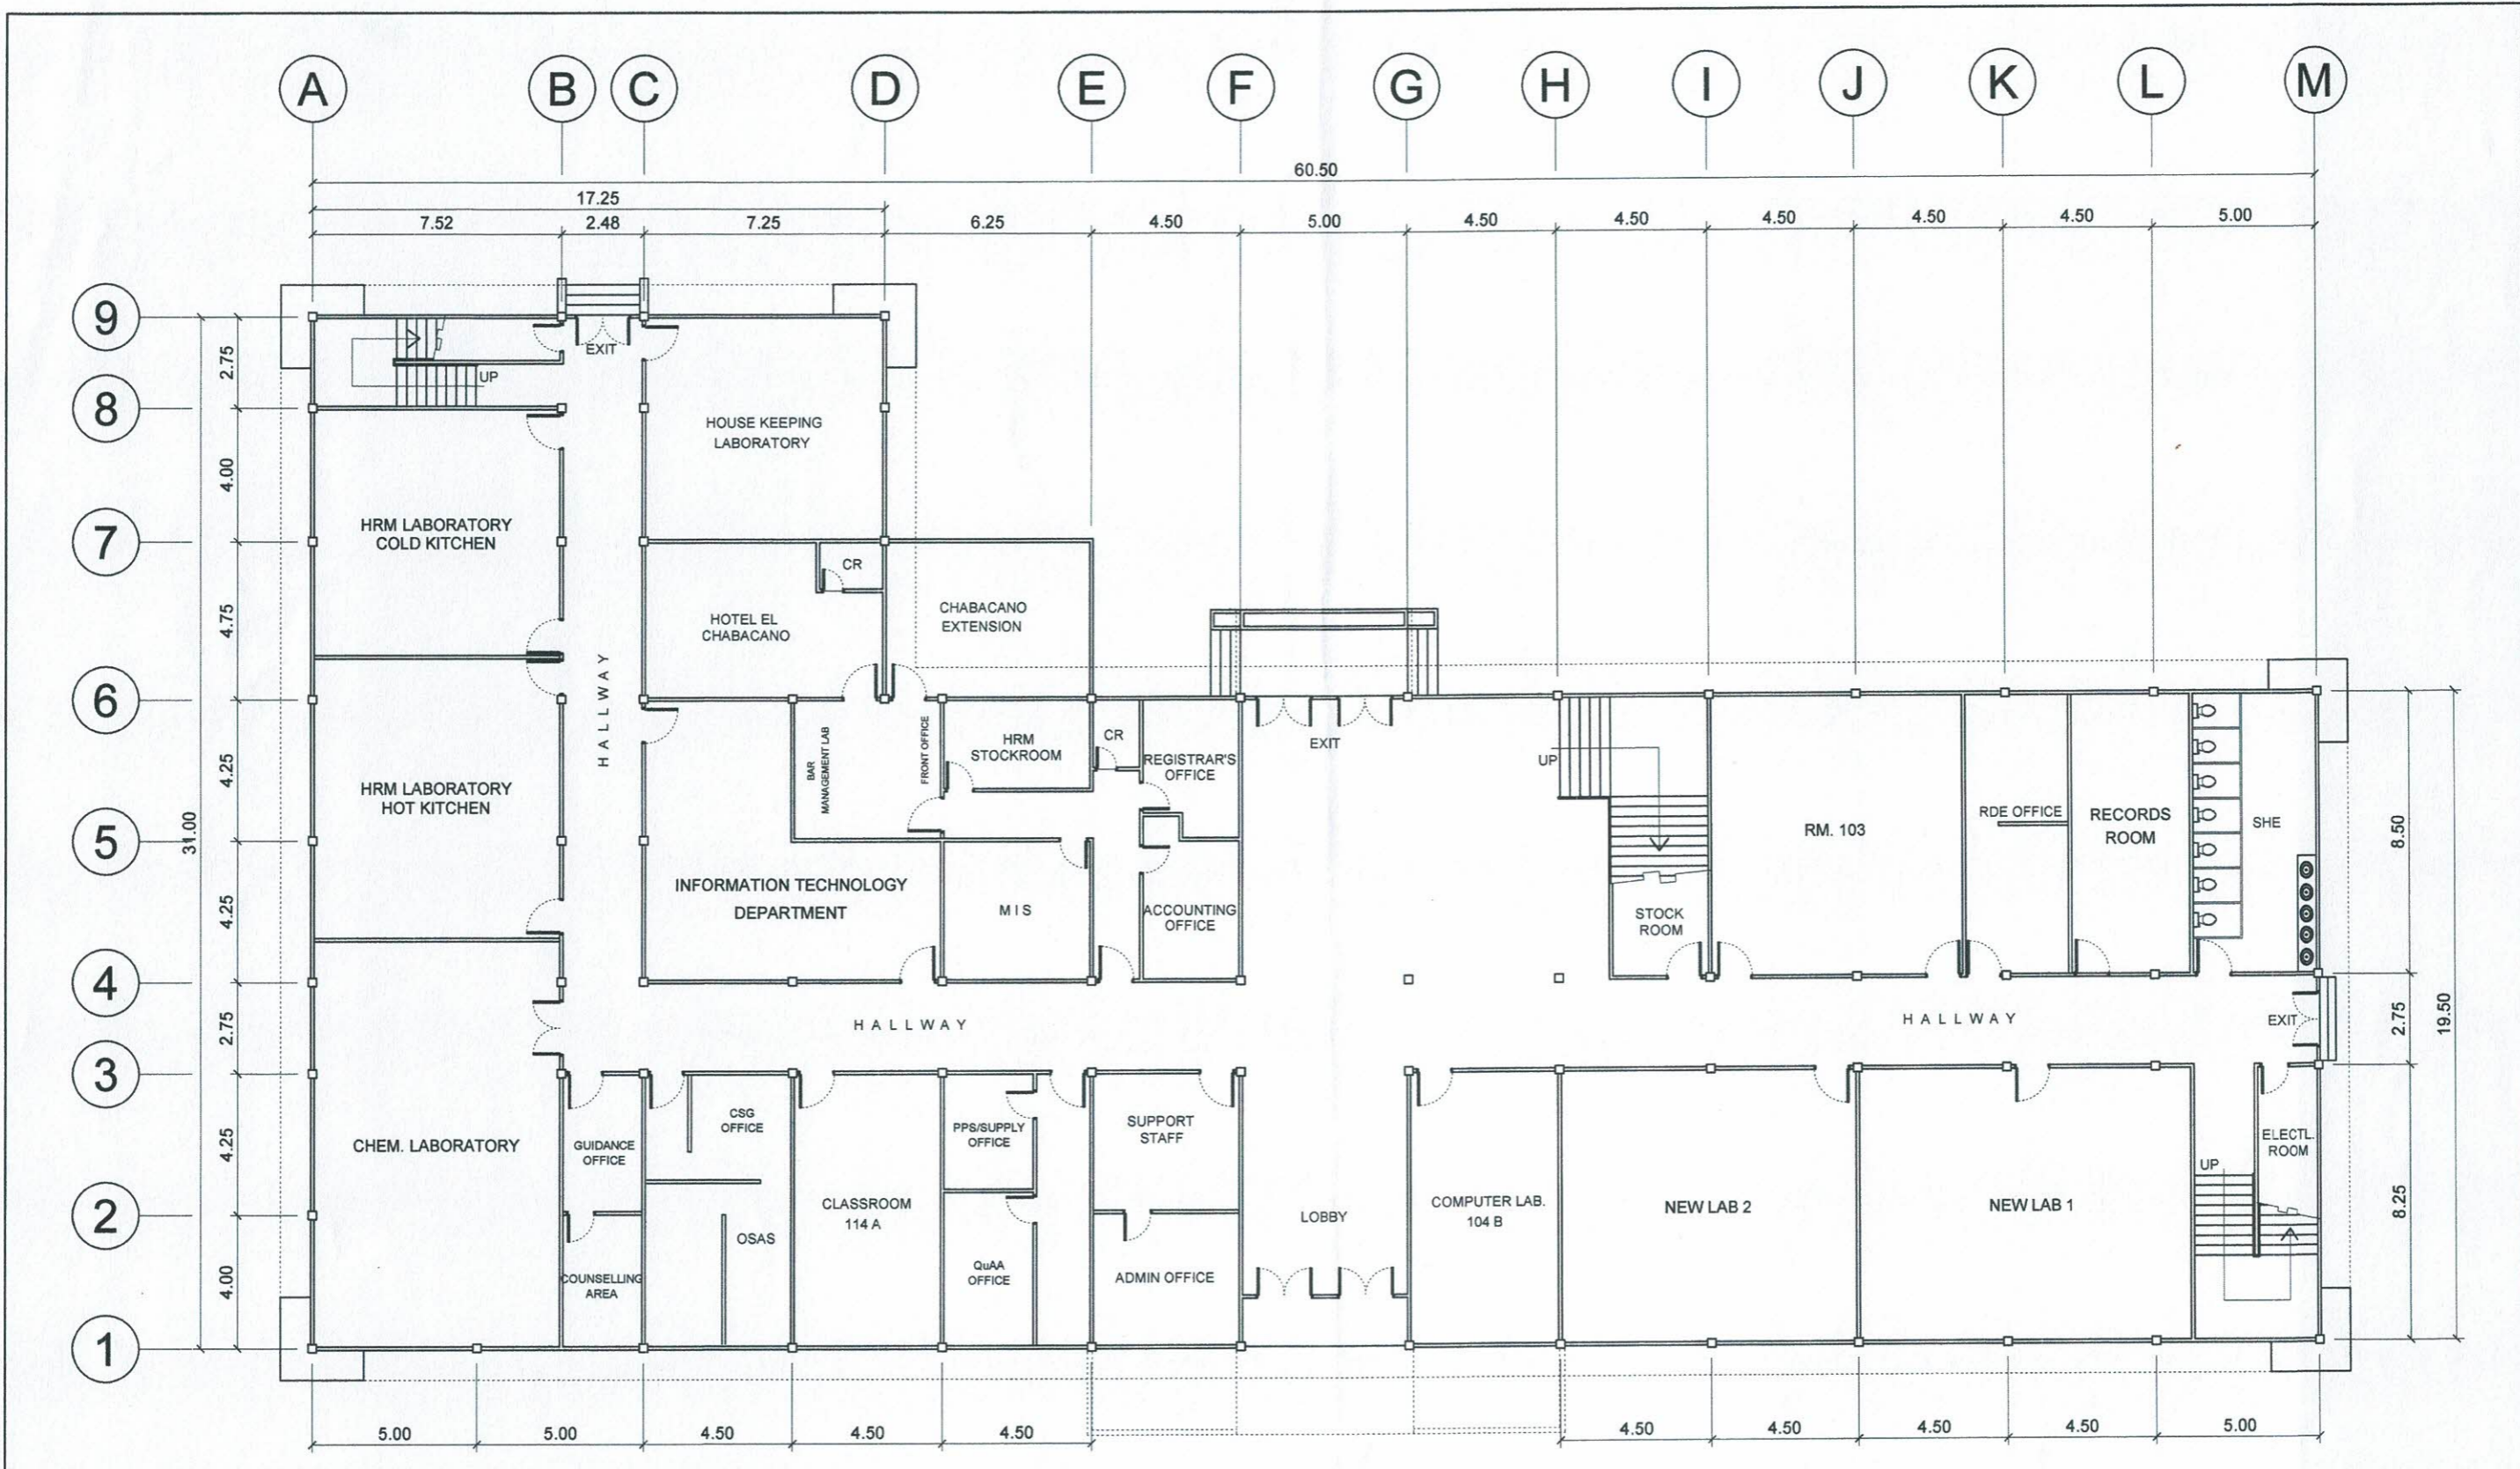 A B C D E F G H I J K L M
60.50
17.25
7.52 2.48 7.25 6.25 4.50 5.00 4.50 4.50 4.50 4.50 4.50 5.00
9
8
7
6
5
4
3
2
1
2.75
4.00
4.75
4.25
4.25
2.75
4.25
4.00
31.00
UP
EXIT
HOUSE KEEPING
LABORATORY
HRM LABORATORY
COLD KITCHEN
CR
HOTEL EL
CHABACANO
CHABACANO
EXTENSION
HALLWAY
HRM LABORATORY
HOT KITCHEN
BAR
MANAGEMENT LAB
FRONT OFFICE
HRM
STOCKROOM
CR
REGISTRAR'S
OFFICE
EXIT
UP
INFORMATION TECHNOLOGY
DEPARTMENT
MIS
ACCOUNTING
OFFICE
STOCK
ROOM
RM. 103
RDE OFFICE
RECORDS
ROOM
SHE
8.50
2.75
19.50
8.25
HALLWAY
HALLWAY
EXIT
CHEM. LABORATORY
GUIDANCE
OFFICE
COUNSELLING
AREA
CSG
OFFICE
OSAS
CLASSROOM
114 A
PPS/SUPPLY
OFFICE
QuAA
OFFICE
SUPPORT
STAFF
ADMIN OFFICE
LOBBY
COMPUTER LAB.
104 B
NEW LAB 2
NEW LAB 1
UP
ELECTL.
ROOM
5.00 5.00 4.50 4.50 4.50 4.50 4.50 4.50 4.50 5.00